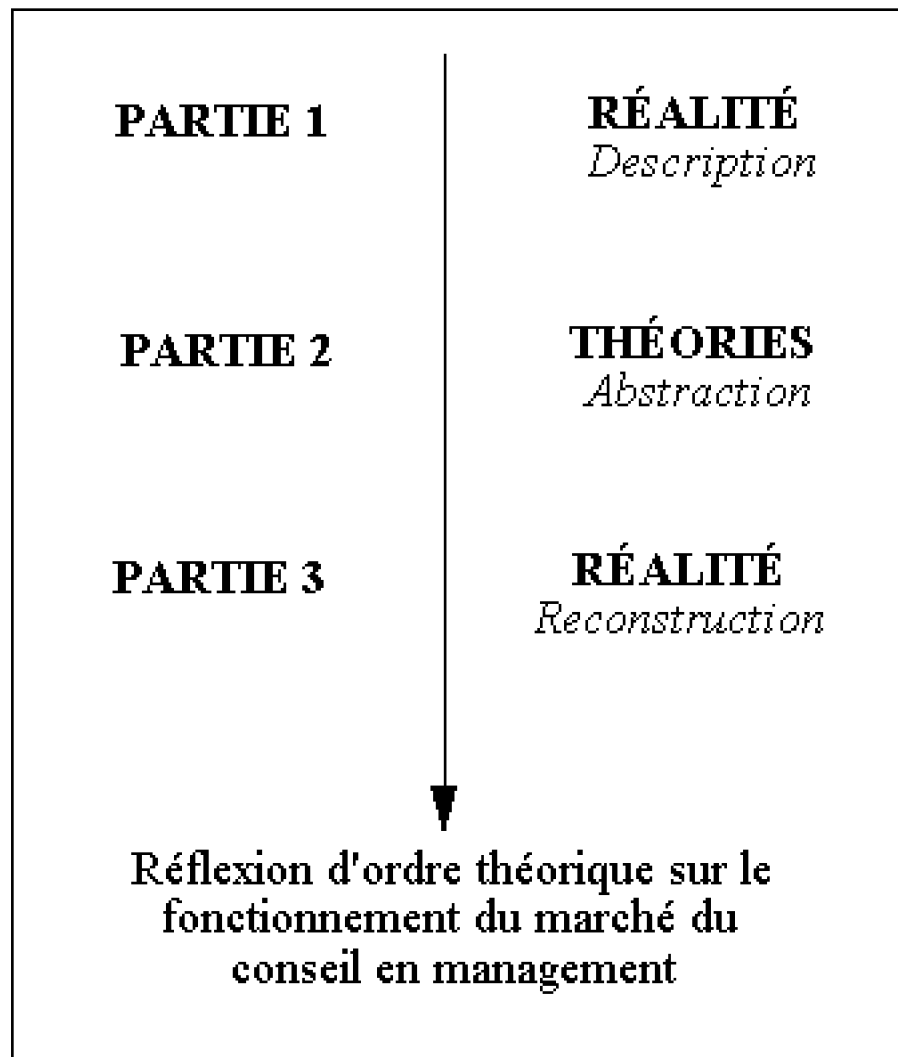 PARTIE 1
RÉALITÉ
Description
PARTIE 2
THÉORIES
Abstraction
PARTIE 3
RÉALITÉ
Reconstruction
Réflexion d'ordre théorique sur le
fonctionnement du marché du
conseil en management